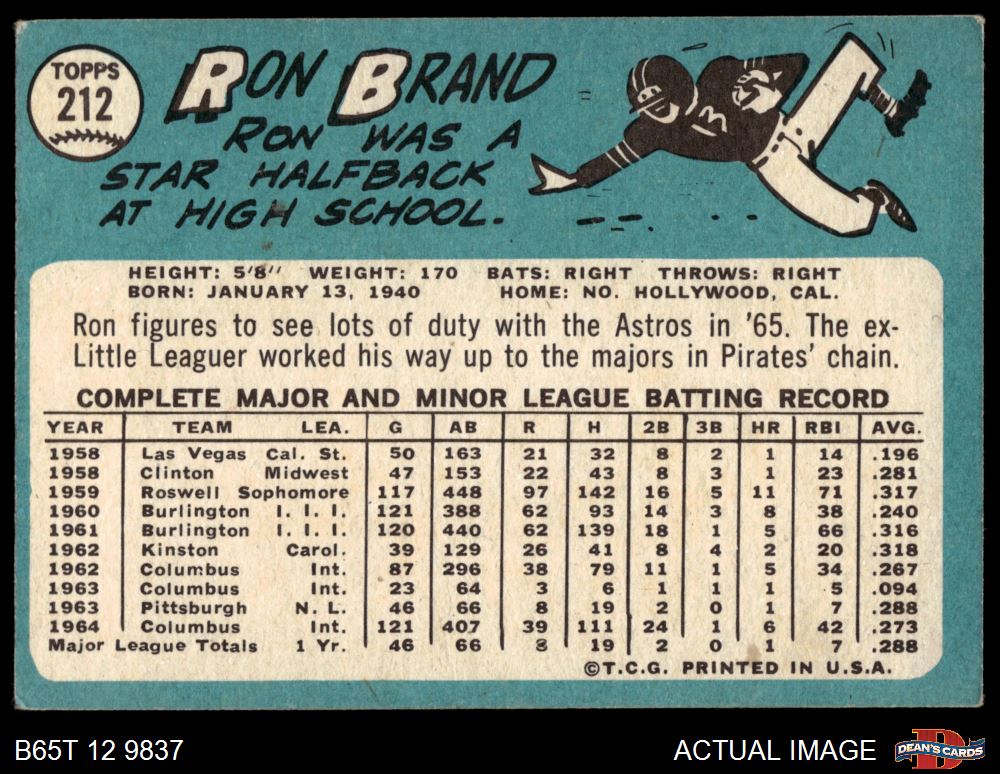 TOPPS
212
RON BRAND
RON WAS A
STAR HALFBACK
AT HIGH SCHOOL.
HEIGHT: 5'8" WEIGHT: 170 BATS: RIGHT THROWS: RIGHT
BORN: JANUARY 13, 1940 HOME: NO. HOLLYWOOD, CAL.
Ron figures to see lots of duty with the Astros in '65. The ex-
Little Leaguer worked his way up to the majors in Pirates' chain.
COMPLETE MAJOR AND MINOR LEAGUE BATTING RECORD
YEAR TEAM LEA. G AB R H 2B 3B HR RBI AVG.
1958 Las Vegas Cal. St. 50 163 21 32 8 2 1 14 .196
1958 Clinton Midwest 47 153 22 43 8 3 1 23 .281
1959 Roswell Sophomore 117 448 97 142 16 5 11 71 .317
1960 Burlington I. I. I. 121 388 62 93 14 3 8 38 .240
1961 Burlington I. I. I. 120 440 62 139 18 1 5 66 .316
1962 Kinston Carol. 39 129 26 41 8 4 2 20 .318
1962 Columbus Int. 87 296 38 79 11 1 5 34 .267
1963 Columbus Int. 23 64 3 6 1 1 1 5 .094
1963 Pittsburgh N. L. 46 66 8 19 2 0 1 7 .288
1964 Columbus Int. 121 407 39 111 24 1 6 42 .273
Major League Totals 1 Yr. 46 66 8 19 2 0 1 7 .288
©T.C.G. PRINTED IN U.S.A.
B65T 12 9837 ACTUAL IMAGE DEAN'S CARDS